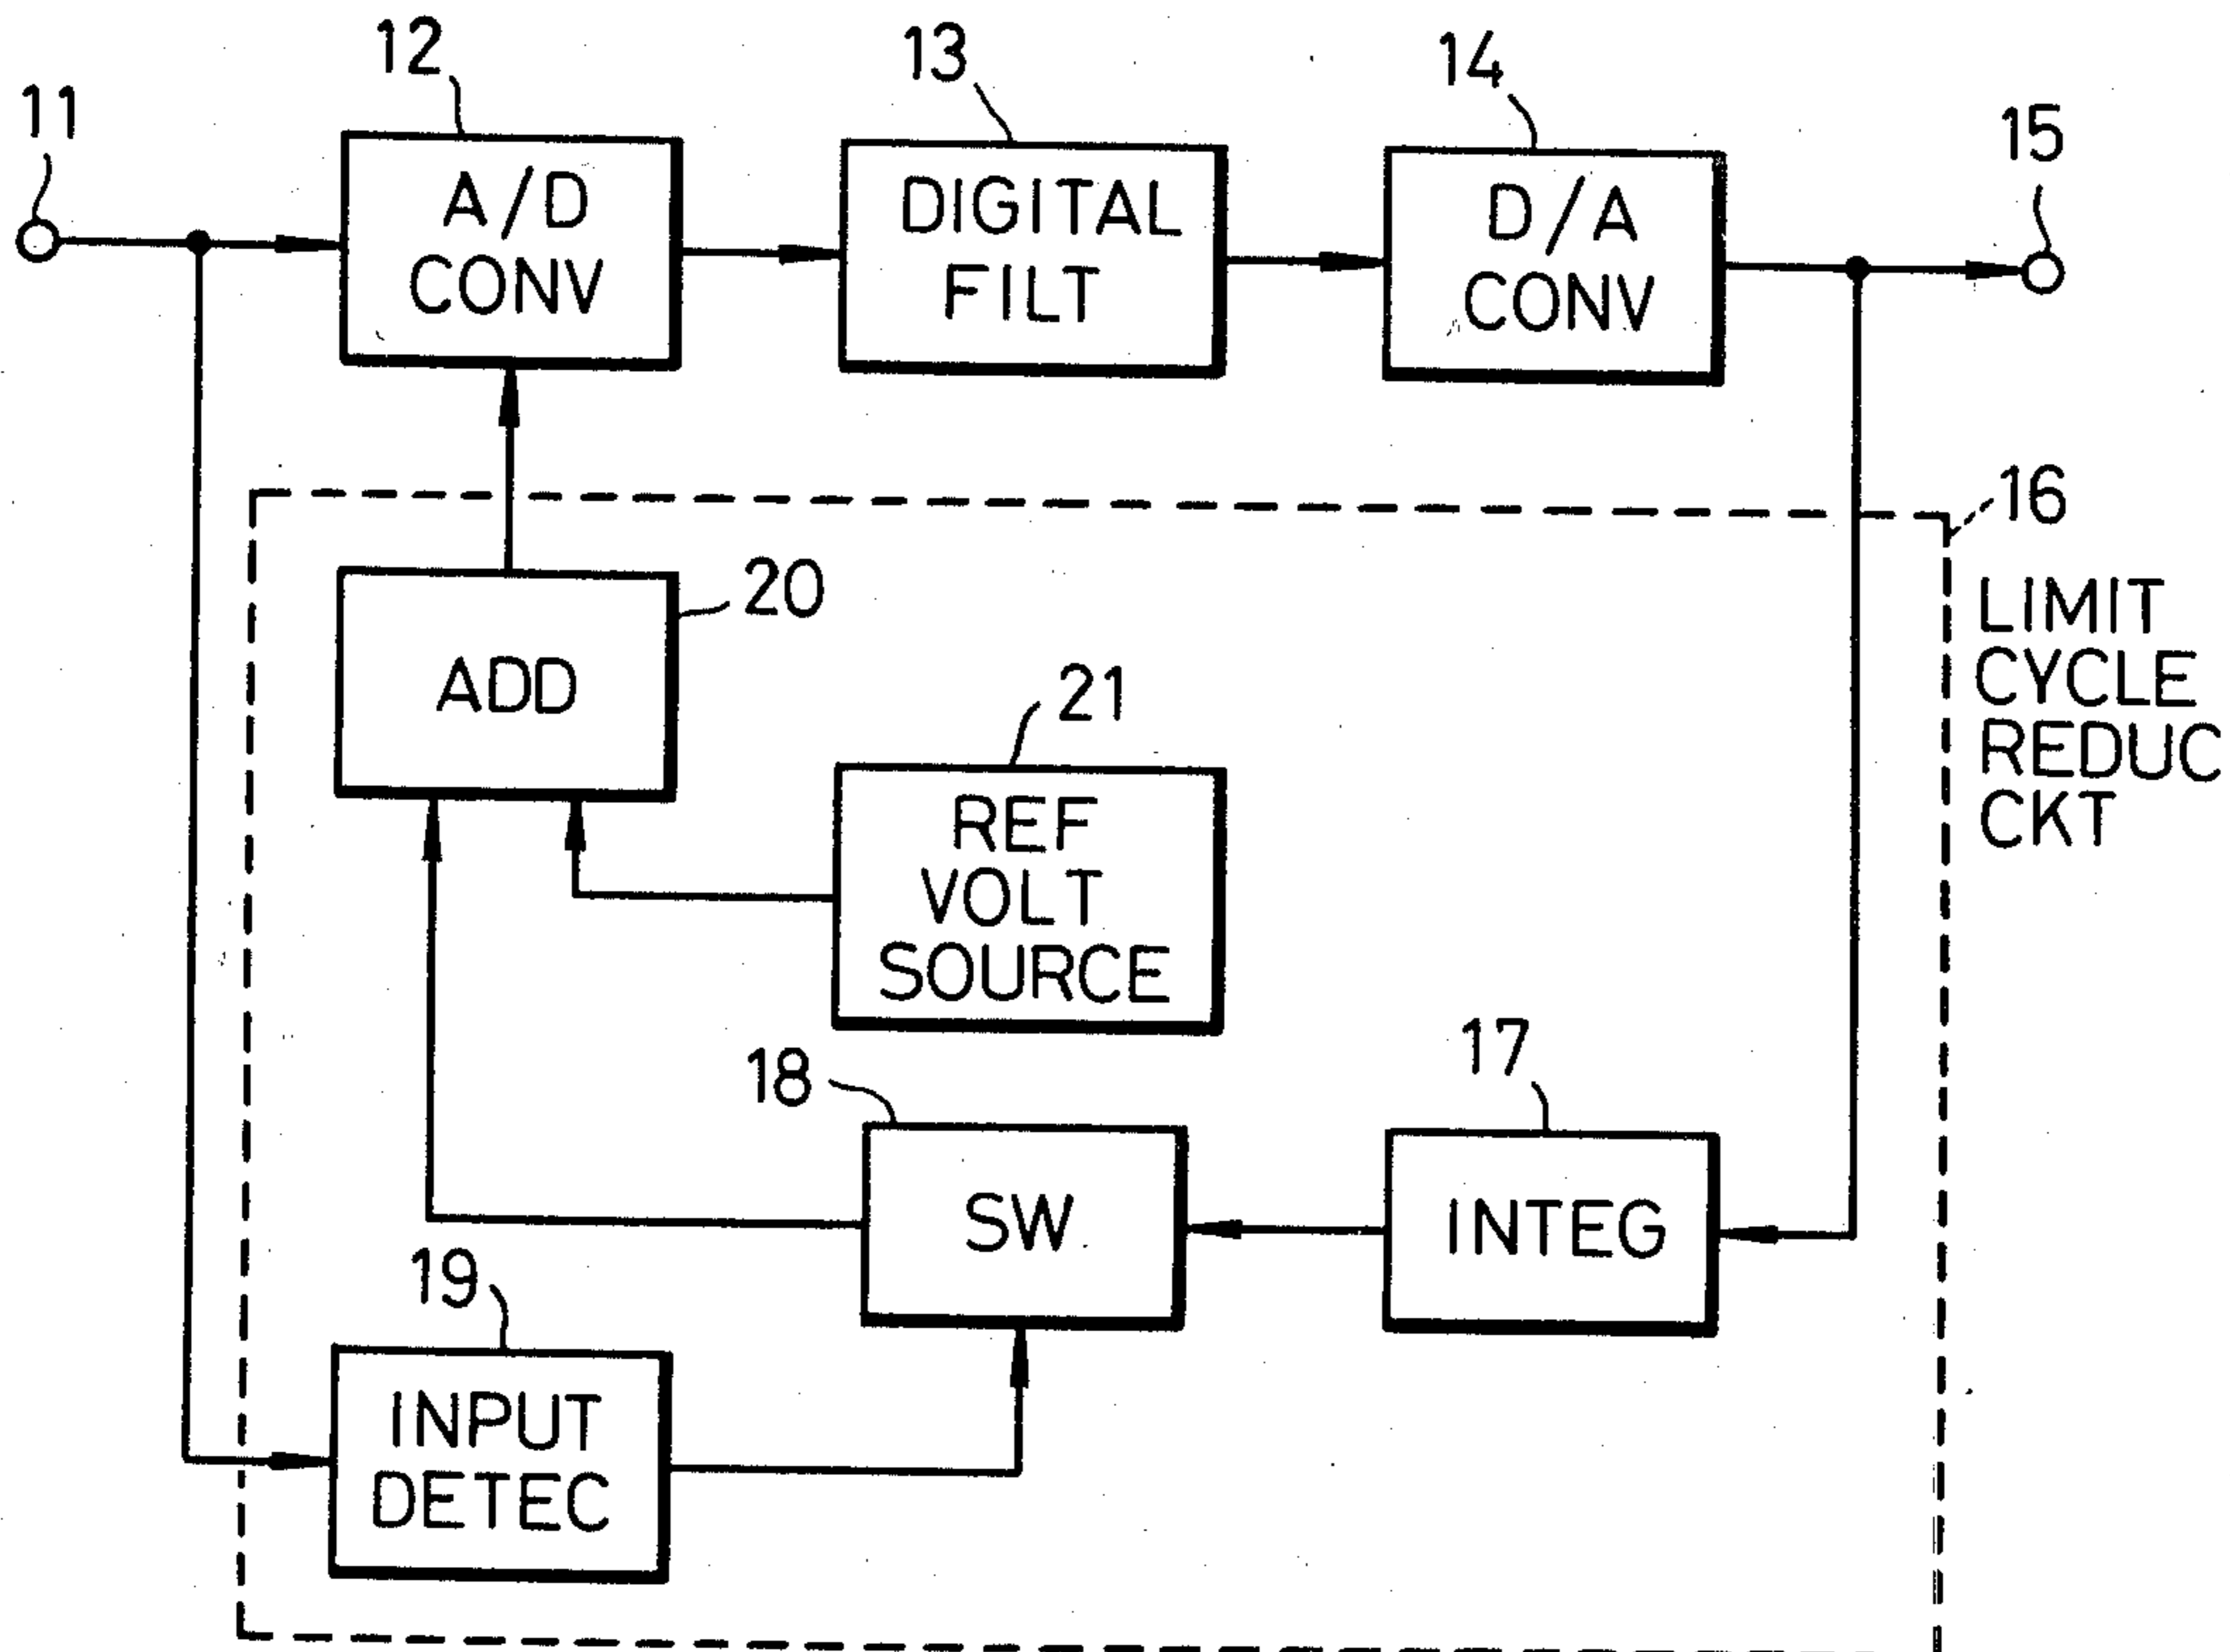 11
12
13
14
15
A/D
CONV
DIGITAL
FILT
D/A
CONV
16
LIMIT
CYCLE
REDUC
CKT
20
ADD
21
REF
VOLT
SOURCE
17
18
SW
INTEG
19
INPUT
DETEC